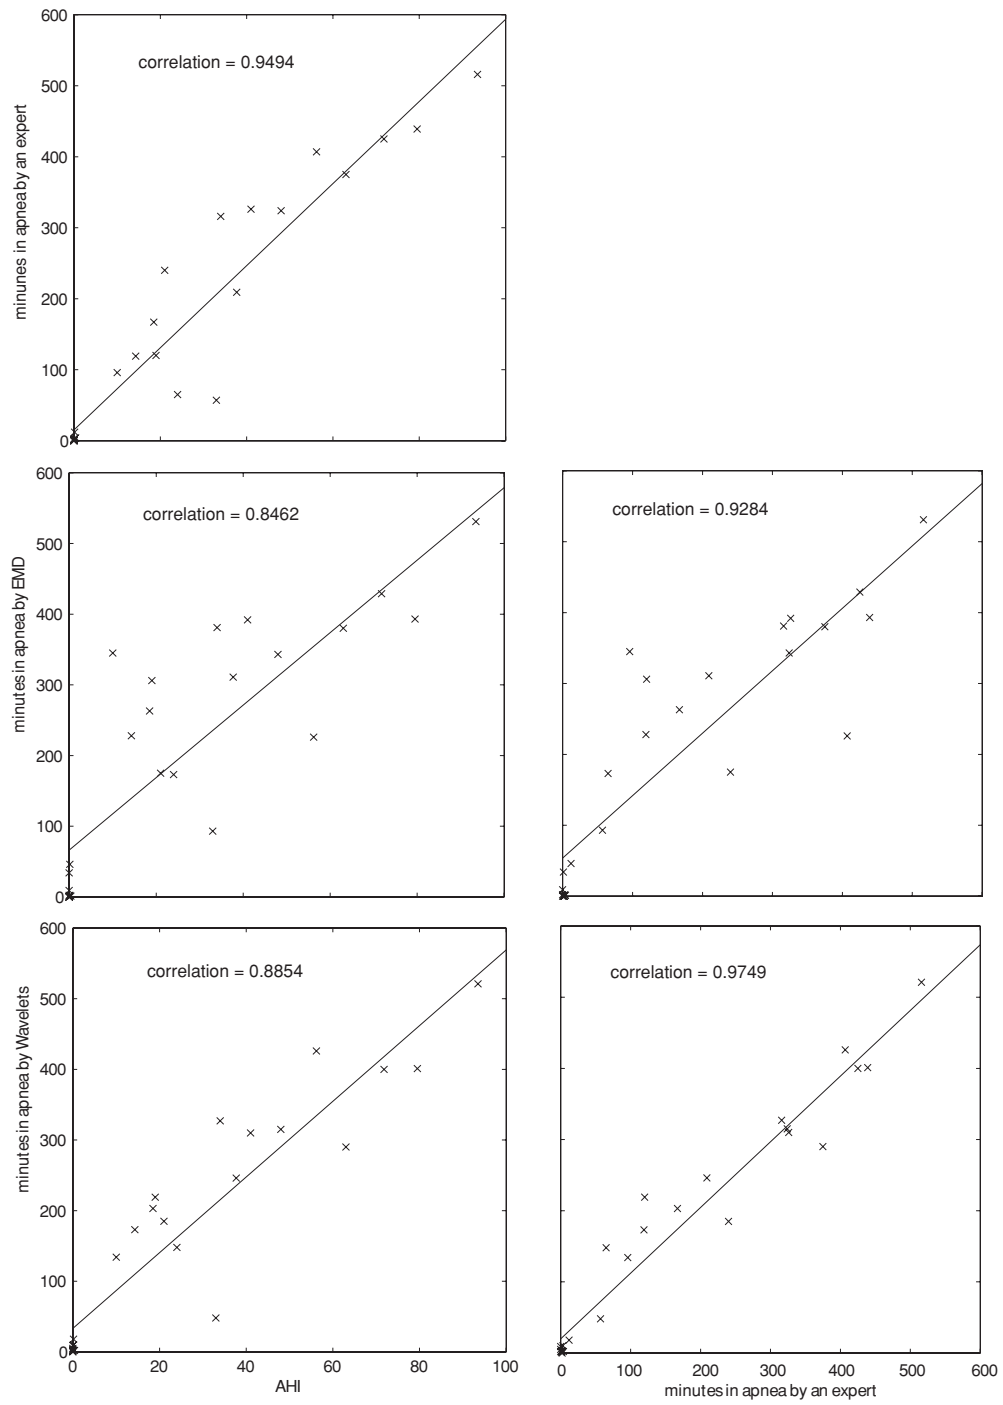 600
correlation = 0.9494
500
400
300
200
100
0
minunes in apnea by an expert
600
correlation = 0.8462
500
400
300
200
100
0
minutes in apnea by EMD
correlation = 0.9284
600
correlation = 0.8854
500
400
300
200
100
0
minutes in apnea by Wavelets
0 20 40 60 80 100
AHI
correlation = 0.9749
0 100 200 300 400 500 600
minutes in apnea by an expert